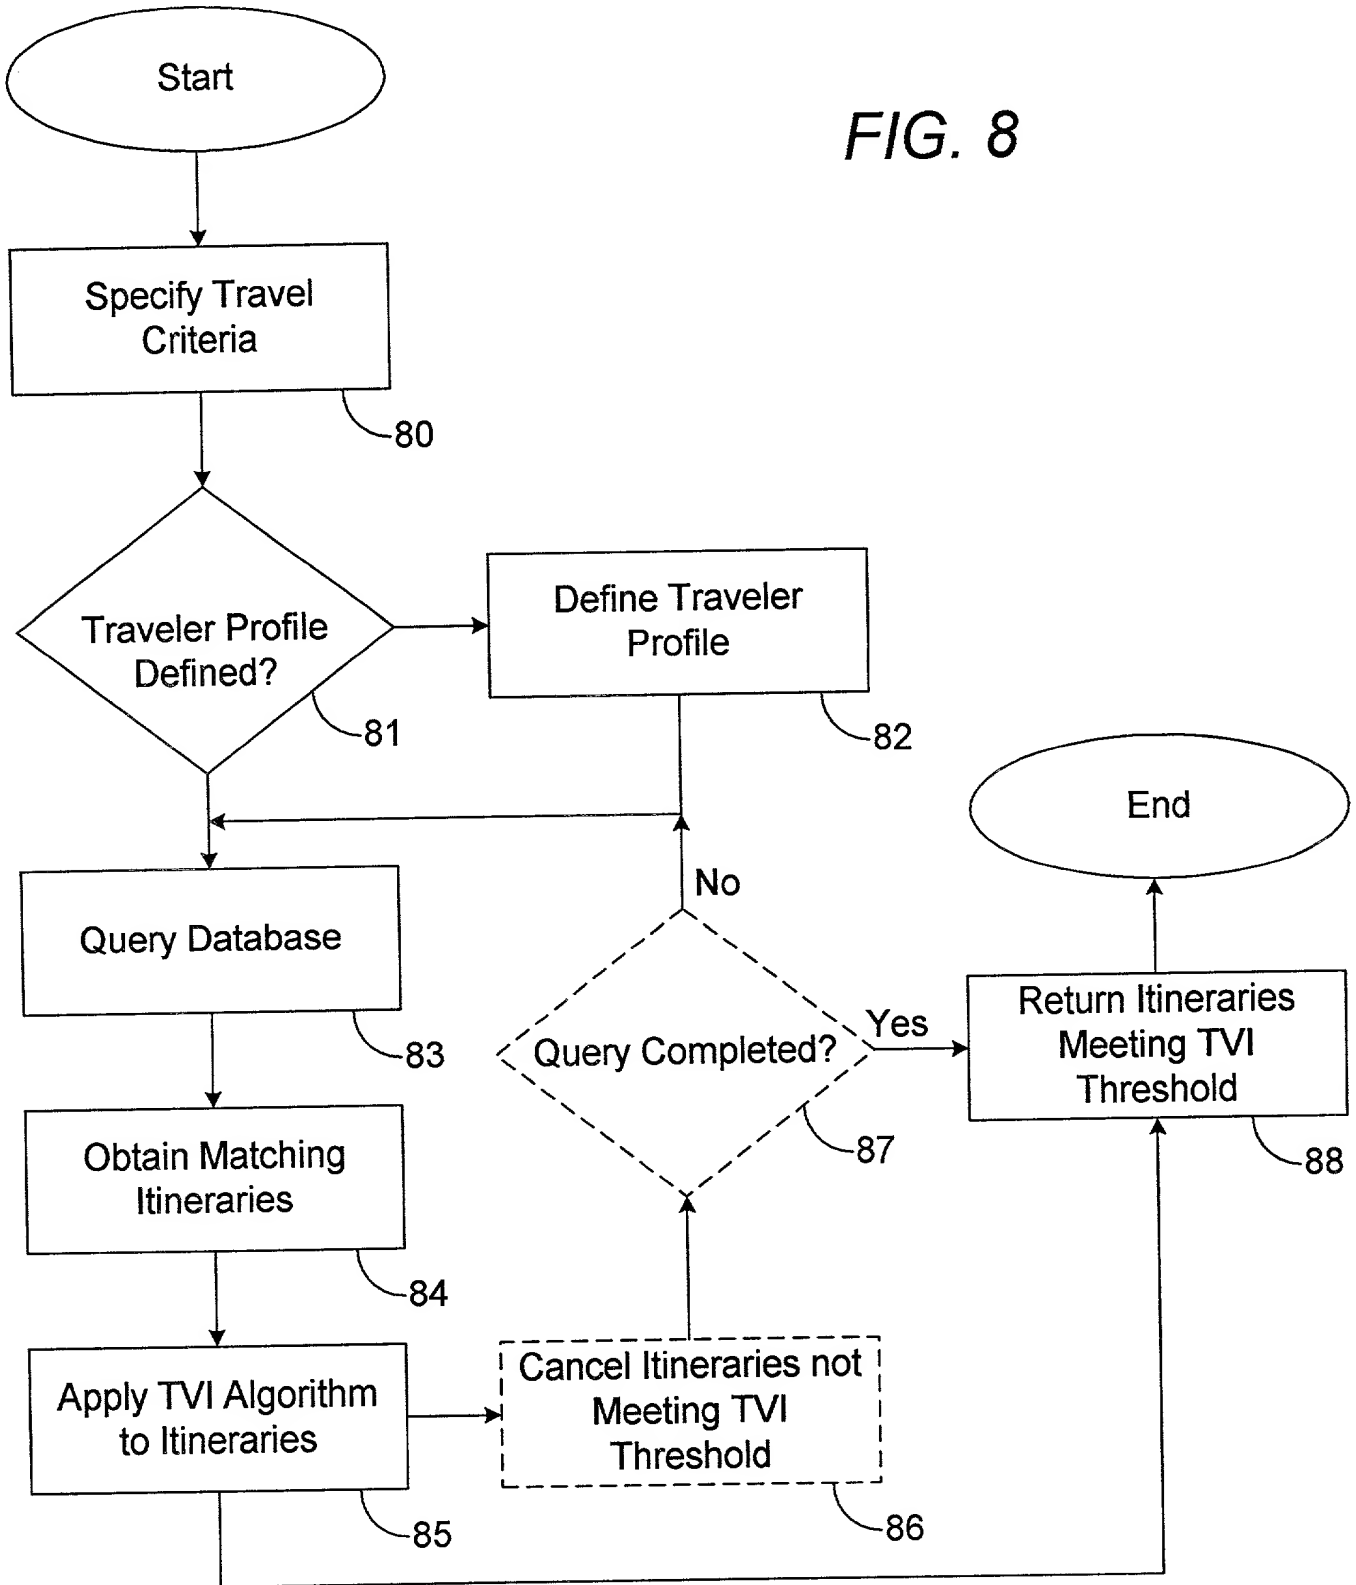 Start
FIG. 8
Specify Travel
Criteria
80
Traveler Profile
Defined?
81
Define Traveler
Profile
82
End
No
Query Database
83
Yes
Query Completed?
87
Return Itineraries
Meeting TVI
Threshold
88
Obtain Matching
Itineraries
84
Apply TVI Algorithm
to Itineraries
85
Cancel Itineraries not
Meeting TVI
Threshold
86